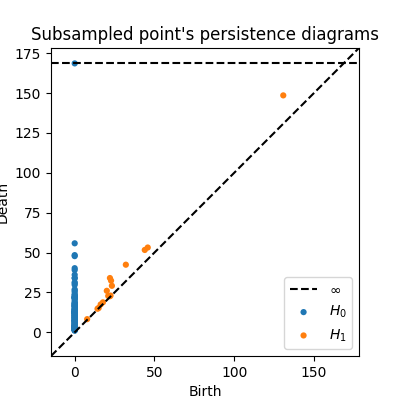 Subsampled point's persistence diagrams
175
150
125
100
75
50
25
0
Death
∞
H₀
H₁
0 50 100 150
Birth